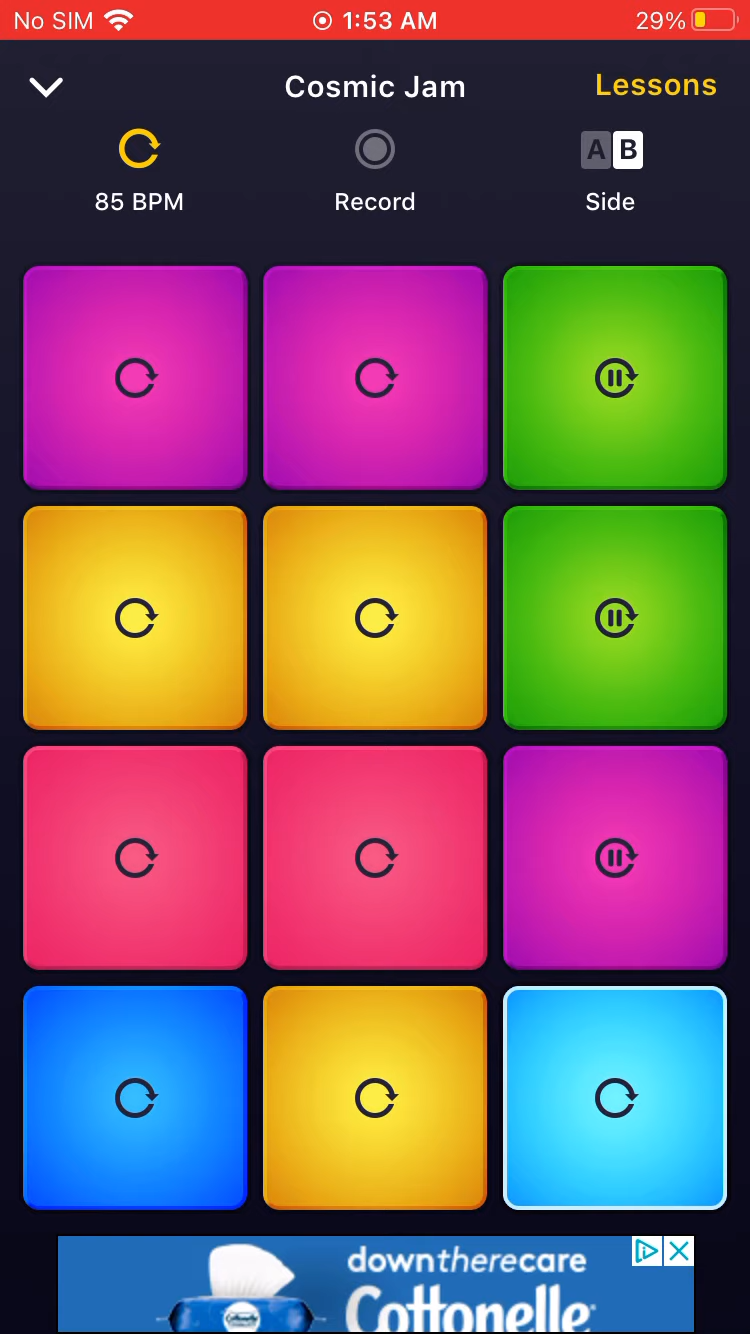 No SIM 1:53 AM 29%
Cosmic Jam Lessons
A B
85 BPM Record Side
downtherecare
Cottonelle